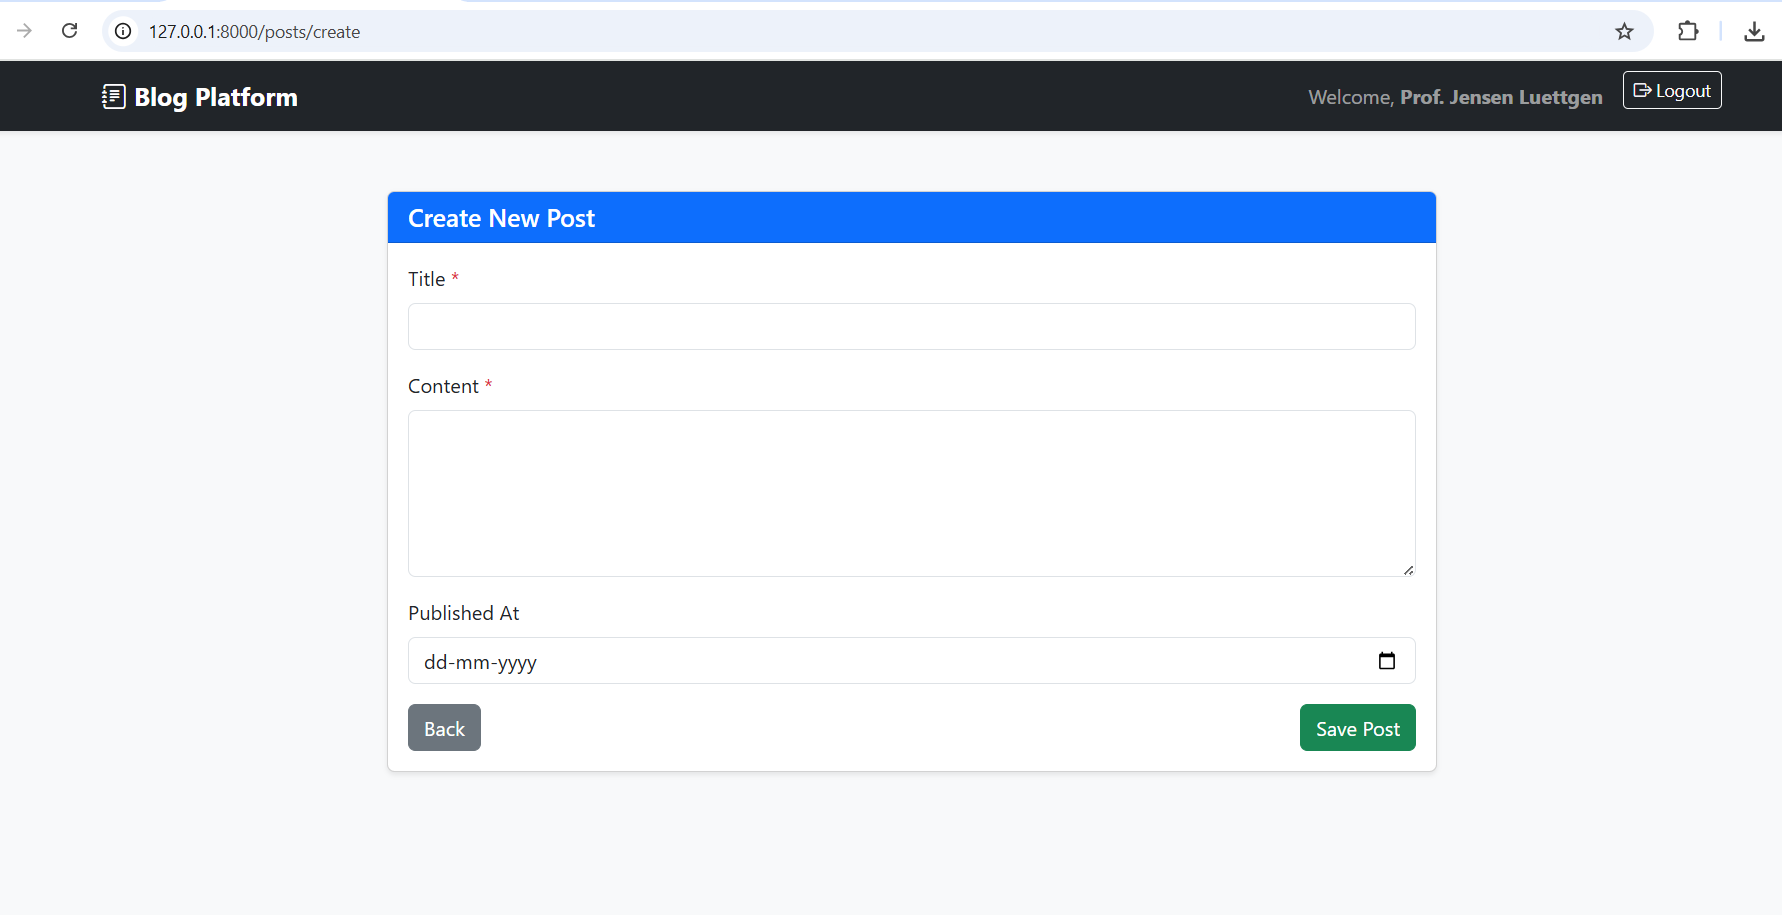 127.0.0.1:8000/posts/create
Blog Platform
Welcome, Prof. Jensen Luettgen
Logout
Create New Post
Title *
Content *
Published At
dd-mm-yyyy
Back
Save Post